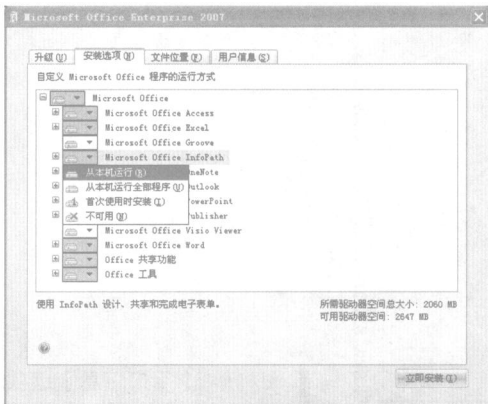 Microsoft Office Enterprise 2007
升级(U) 安装选项(N) 文件位置(F) 用户信息(S)
自定义 Microsoft Office 程序的运行方式
Microsoft Office
Microsoft Office Access
Microsoft Office Excel
Microsoft Office Groove
Microsoft Office InfoPath
从本机运行(R) OneNote
从本机运行全部程序(U) Outlook
首次使用时安装(I) PowerPoint
不可用(N) Publisher
Microsoft Office Visio Viewer
Microsoft Office Word
Office 共享功能
Office 工具
使用 InfoPath 设计、共享和完成电子表单。
所需驱动器空间总大小: 2060 MB
可用驱动器空间: 2647 MB
立即安装(I)